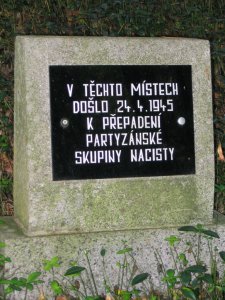 V TĚCHTO MÍSTECH
DOŠLO 24.4.1945
K PŘEPADENÍ
PARTYZÁNSKÉ
SKUPINY NACISTY